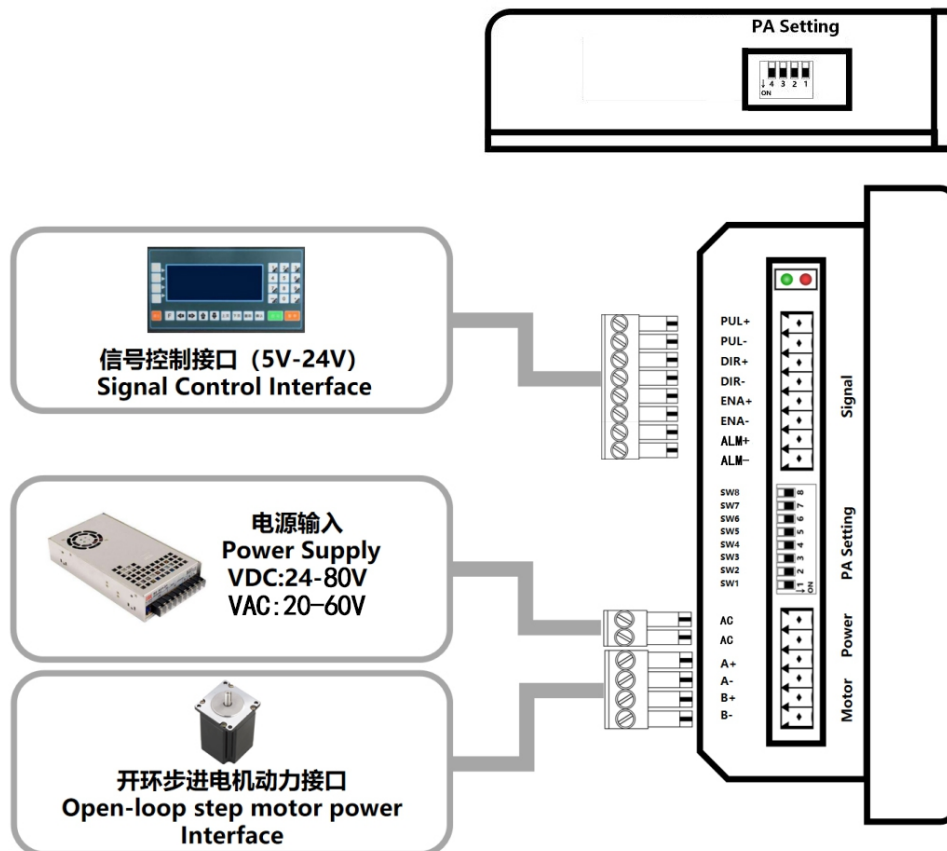 PA Setting
↓ 4 3 2 1
ON
信号控制接口（5V-24V）
Signal Control Interface
PUL+
PUL-
DIR+
DIR-
ENA+
ENA-
ALM+
ALM-
Signal
SW8
SW7
SW6
SW5
SW4
SW3
SW2
SW1
8
7
6
5
4
3
2
↓1
ON
PA Setting
电源输入
Power Supply
VDC:24-80V
VAC:20-60V
AC
AC
Power
A+
A-
B+
B-
Motor
开环步进电机动力接口
Open-loop step motor power
Interface